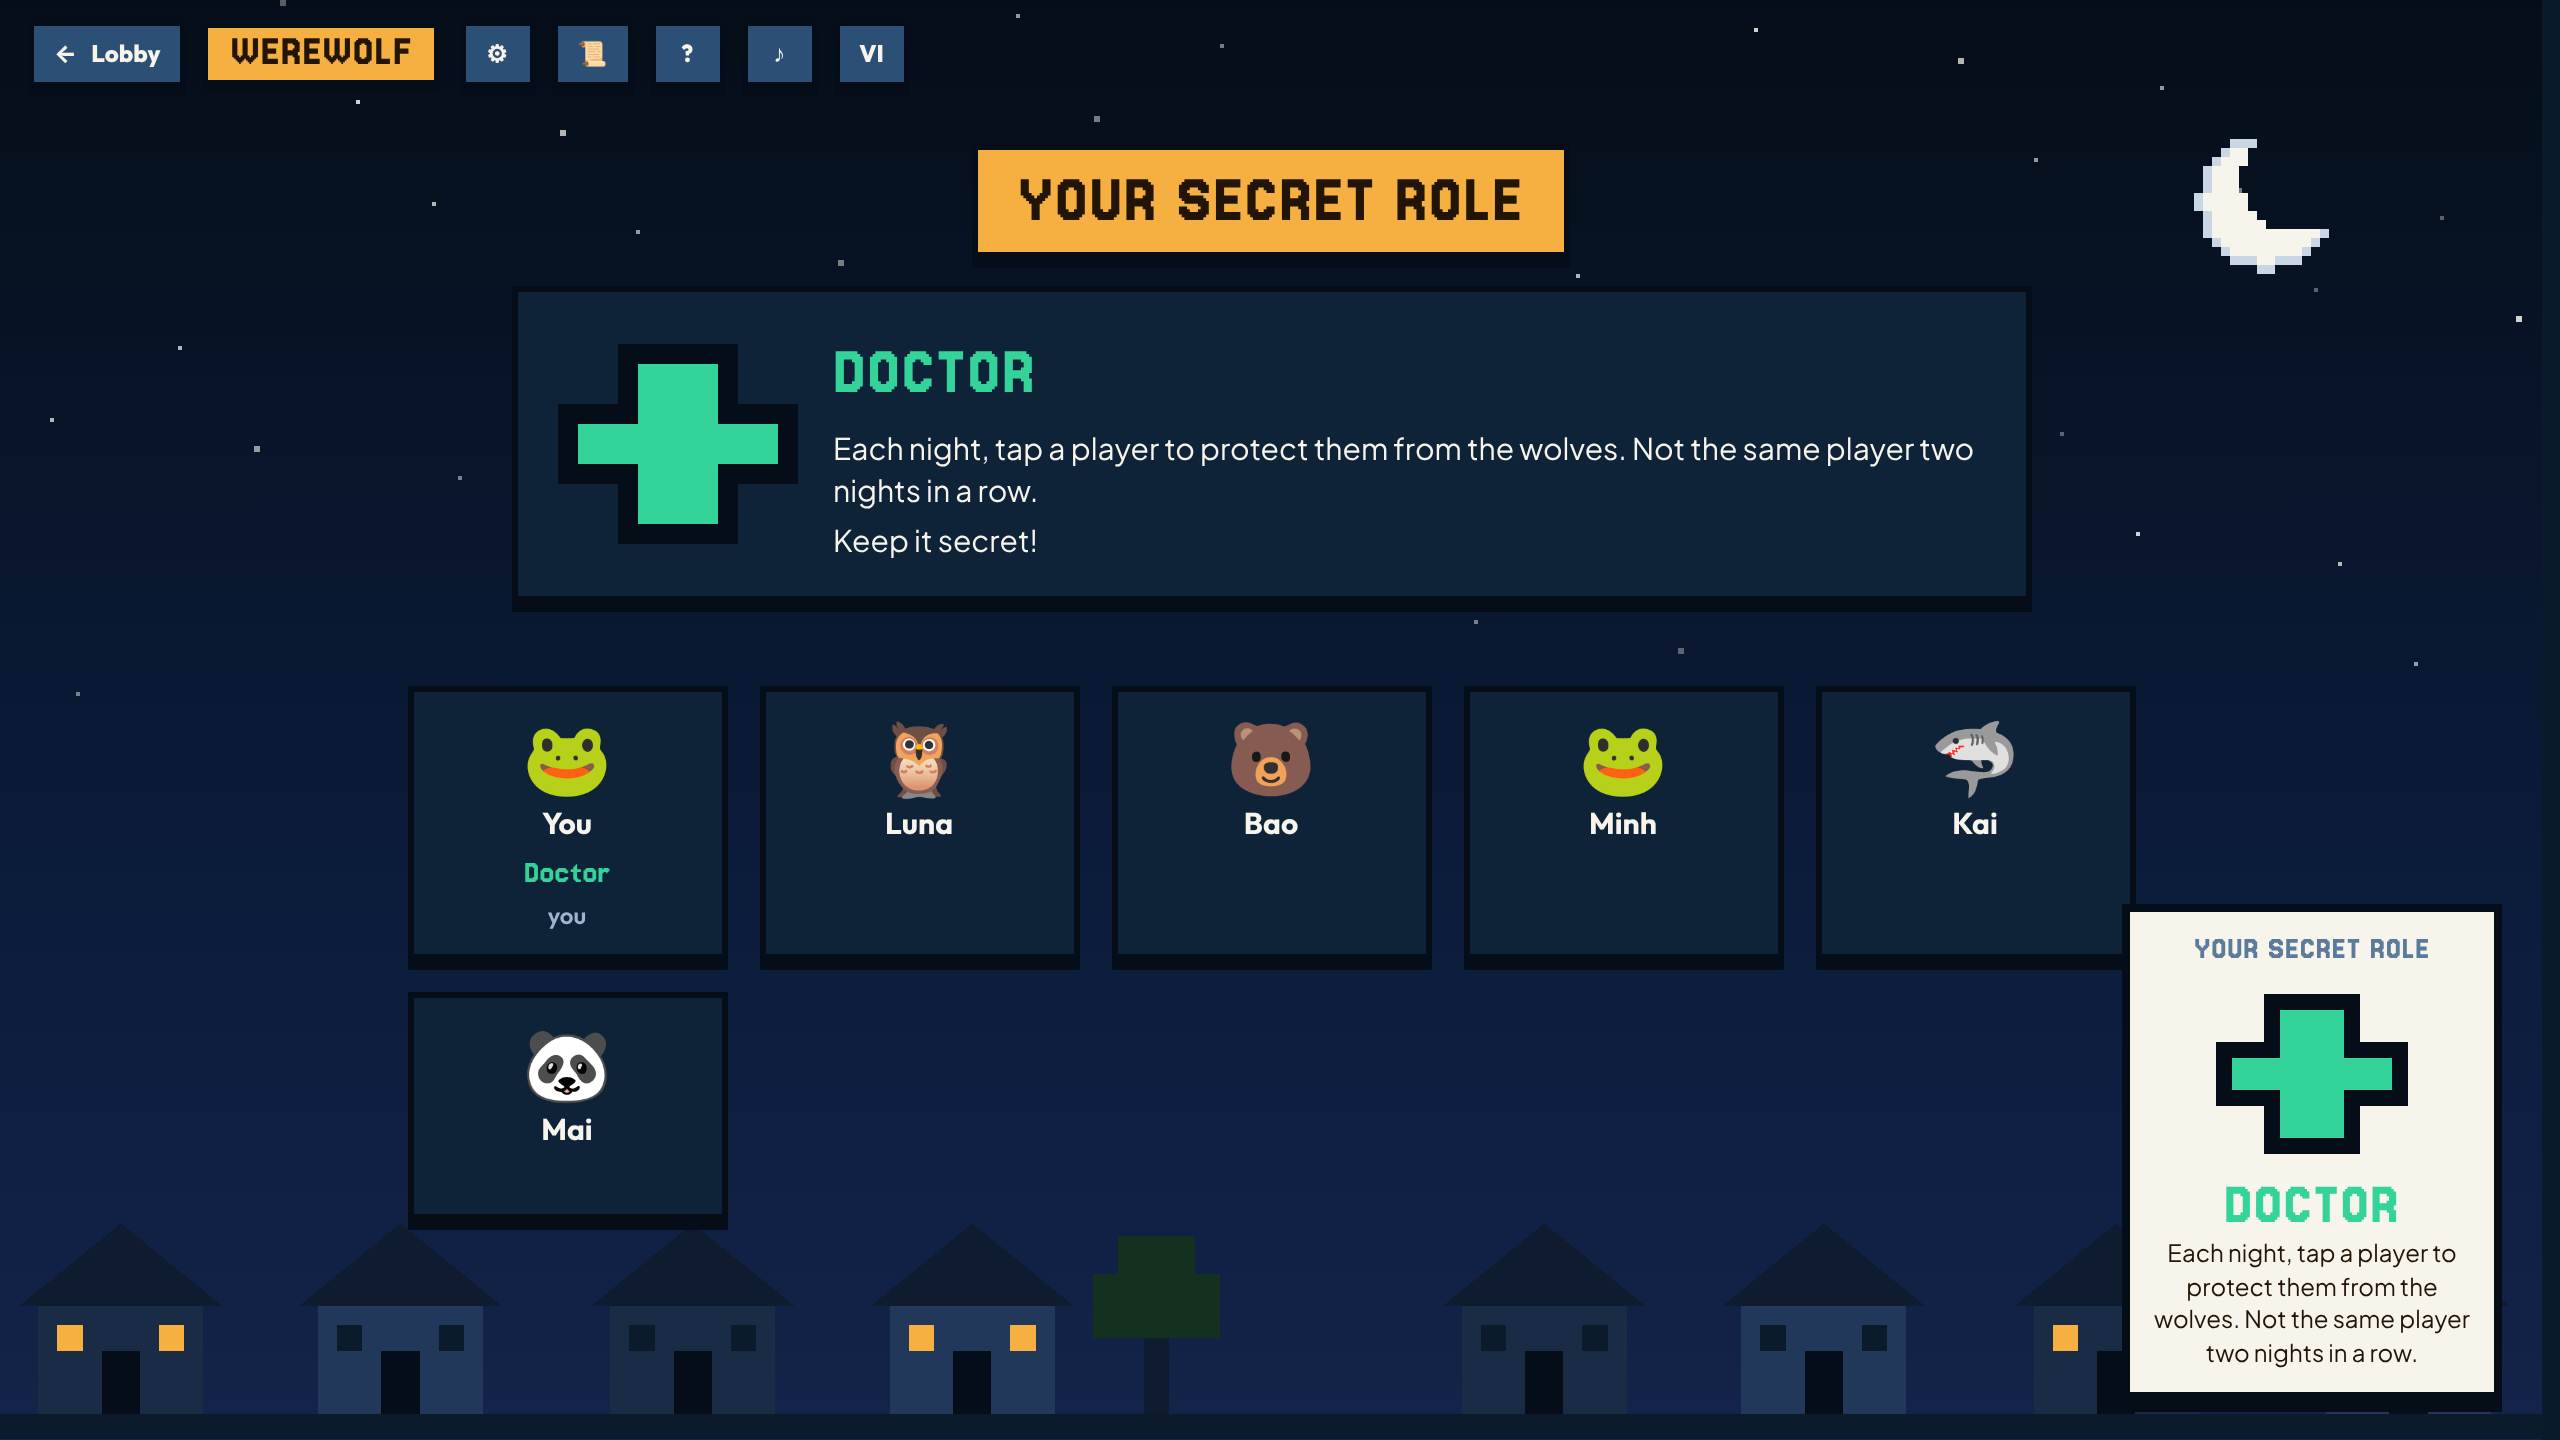 ← Lobby
WEREWOLF
?
♪
VI
YOUR SECRET ROLE
DOCTOR
Each night, tap a player to protect them from the wolves. Not the same player two
nights in a row.
Keep it secret!
You
Doctor
you
Luna
Bao
Minh
Kai
Mai
YOUR SECRET ROLE
DOCTOR
Each night, tap a player to
protect them from the
wolves. Not the same player
two nights in a row.